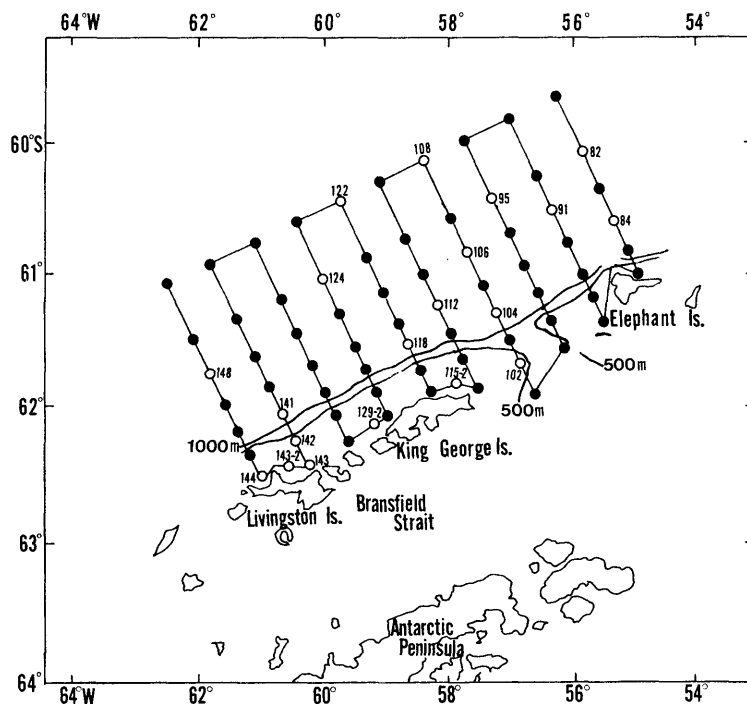 64°W 62° 60° 58° 56° 54°
60°S
108
82
122
95
91
84
106
61°
124
112
104
Elephant Is.
118
148
500m
115-2
102
62°
141
129-2
500m
1000m
142
King George Is.
143-2
143
144
Livingston Is.
Bransfield
Strait
63°
Antarctic
Peninsula
64°
64°W 62° 60° 58° 56° 54°